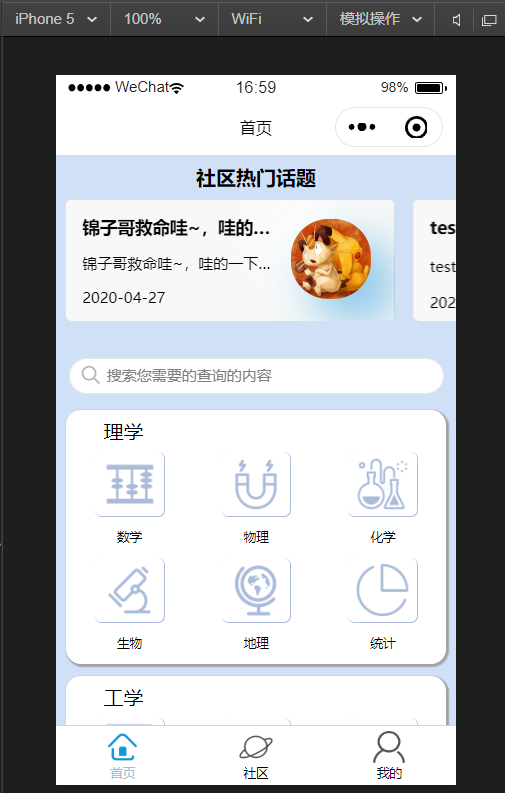 iPhone 5 100% WiFi 模拟操作
WeChat 16:59 98%
首页
社区热门话题
锦子哥救命哇~，哇的...
锦子哥救命哇~，哇的一下...
2020-04-27
tes
test
202
搜索您需要的查询的内容
理学
数学 物理 化学
生物 地理 统计
工学
首页 社区 我的